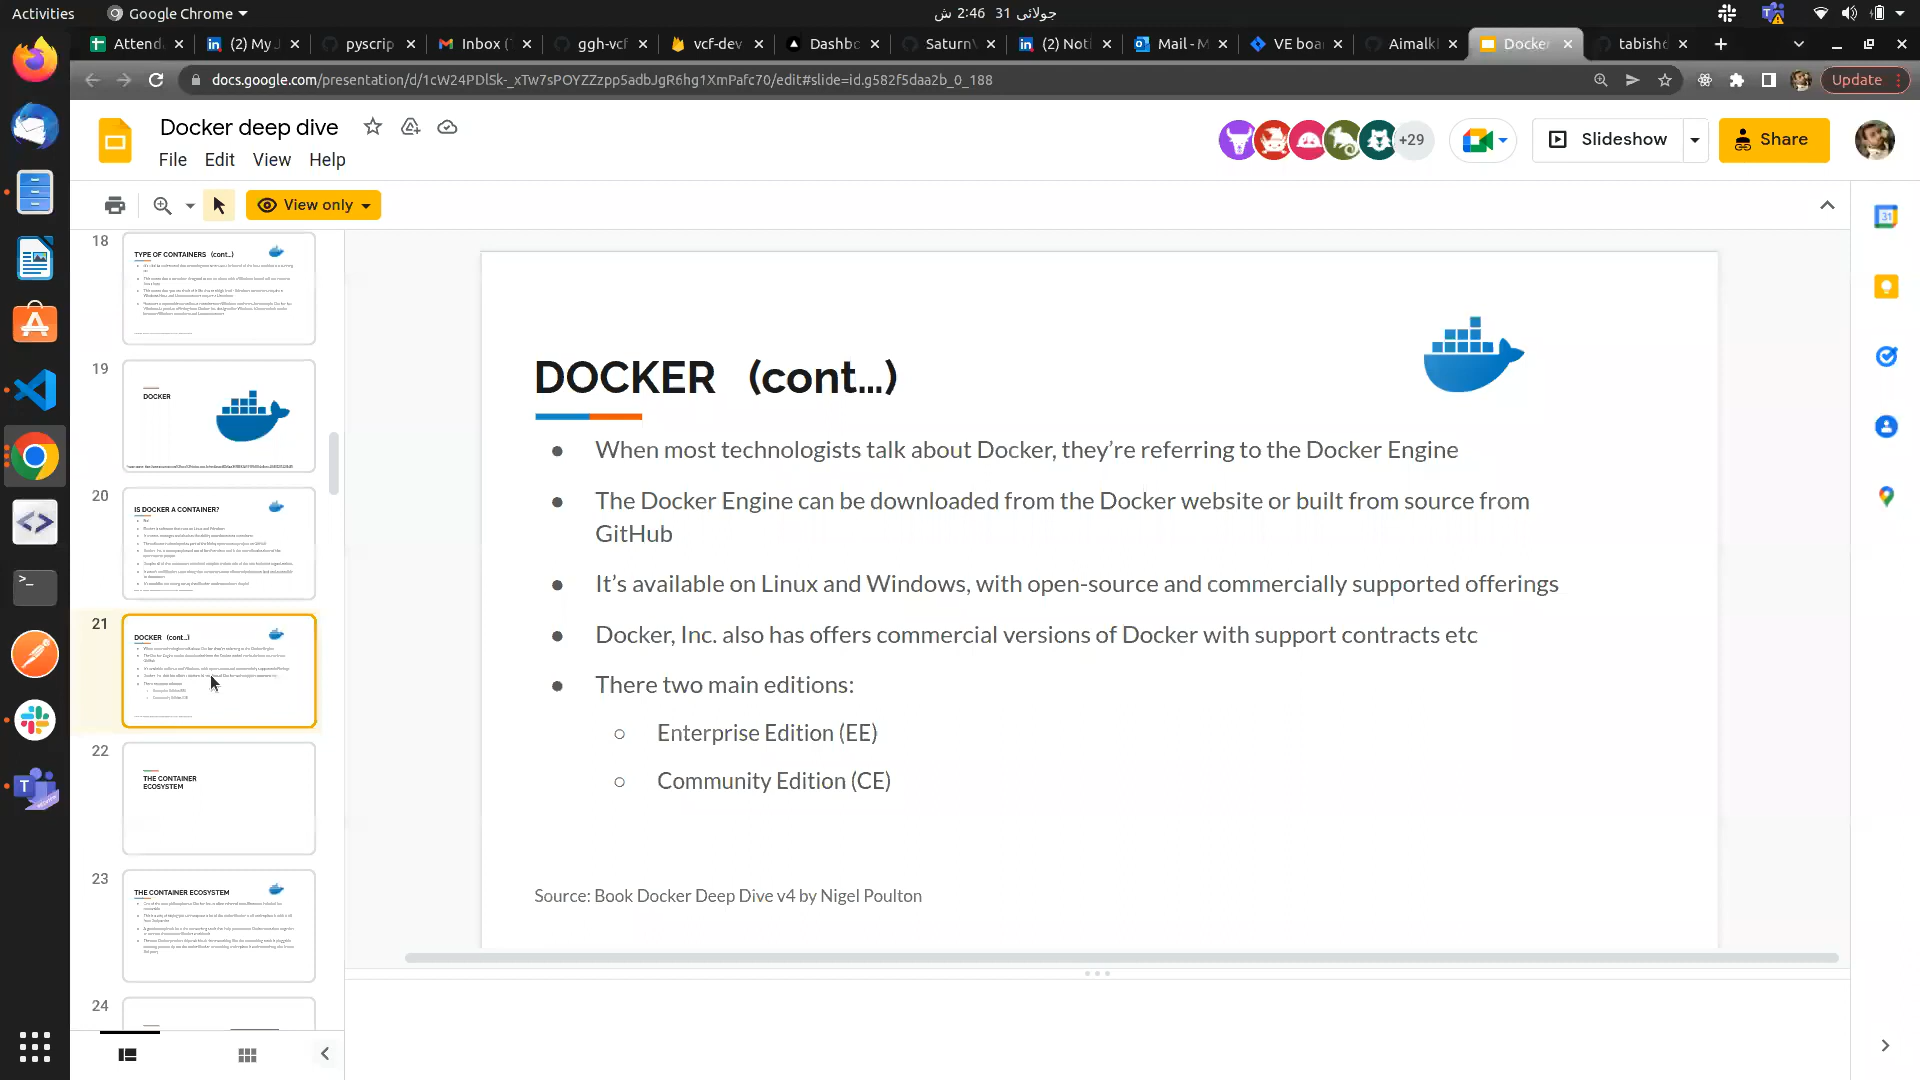 Activities
Google Chrome
جولائی 31 2:46 ش
Attend
(2) My J
pyscrip
Inbox (
ggh-vcf
vcf-dev
Dashbo
Saturn\
(2) Noti
Mail - M
VE boa
Aimalkl
Docker
tabisho
docs.google.com/presentation/d/1cW24PDlSk-_xTw7sPOYZZzpp5adbJgR6hg1XmPafc70/edit#slide=id.g582f5daa2b_0_188
Update
Docker deep dive
File Edit View Help
+29
Slideshow
Share
View only
18
TYPE OF CONTAINERS (cont...)
19
DOCKER
20
IS DOCKER A CONTAINER?
21
DOCKER (cont...)
22
THE CONTAINER
ECOSYSTEM
23
THE CONTAINER ECOSYSTEM
24
DOCKER (cont...)
● When most technologists talk about Docker, they’re referring to the Docker Engine
● The Docker Engine can be downloaded from the Docker website or built from source from
GitHub
● It’s available on Linux and Windows, with open-source and commercially supported offerings
● Docker, Inc. also has offers commercial versions of Docker with support contracts etc
● There two main editions:
○ Enterprise Edition (EE)
○ Community Edition (CE)
Source: Book Docker Deep Dive v4 by Nigel Poulton
31